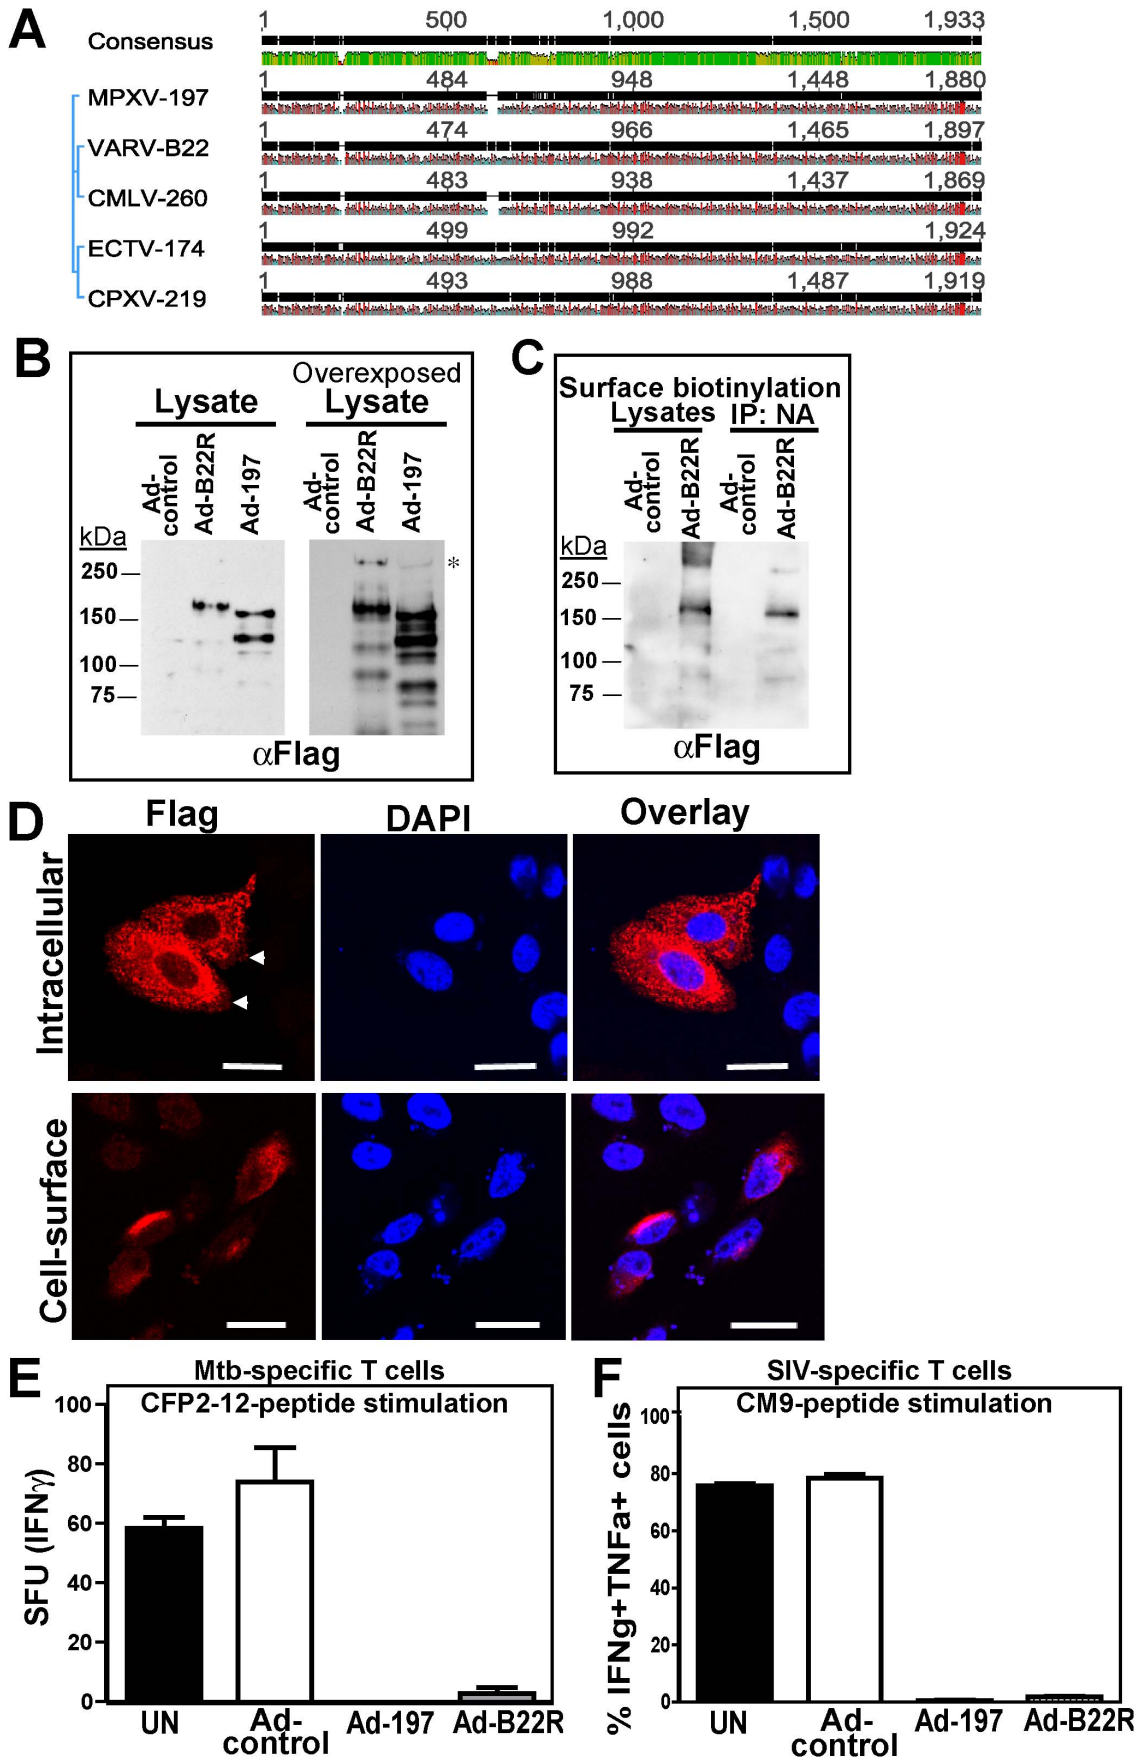 A
1 500 1,000 1,500 1,933
Consensus
1 484 948 1,448 1,880
MPXV-197
1 474 966 1,465 1,897
VARV-B22
1 483 938 1,437 1,869
CMLV-260
1 499 992 1,924
ECTV-174
1 493 988 1,487 1,919
CPXV-219
B
Overexposed
Lysate Lysate
Ad-control Ad-B22R Ad-197 Ad-control Ad-B22R Ad-197
kDa
250
*
150
100
75
αFlag
C
Surface biotinylation
Lysates IP: NA
Ad-control Ad-B22R Ad-control Ad-B22R
kDa
250
150
100
75
αFlag
D
Flag DAPI Overlay
Intracellular
Cell-surface
E
Mtb-specific T cells
CFP2-12-peptide stimulation
SFU (IFNγ)
100
80
60
40
20
0
UN Ad-control Ad-197 Ad-B22R
F
SIV-specific T cells
CM9-peptide stimulation
% IFNg+TNFa+ cells
100
80
60
40
20
0
UN Ad-control Ad-197 Ad-B22R